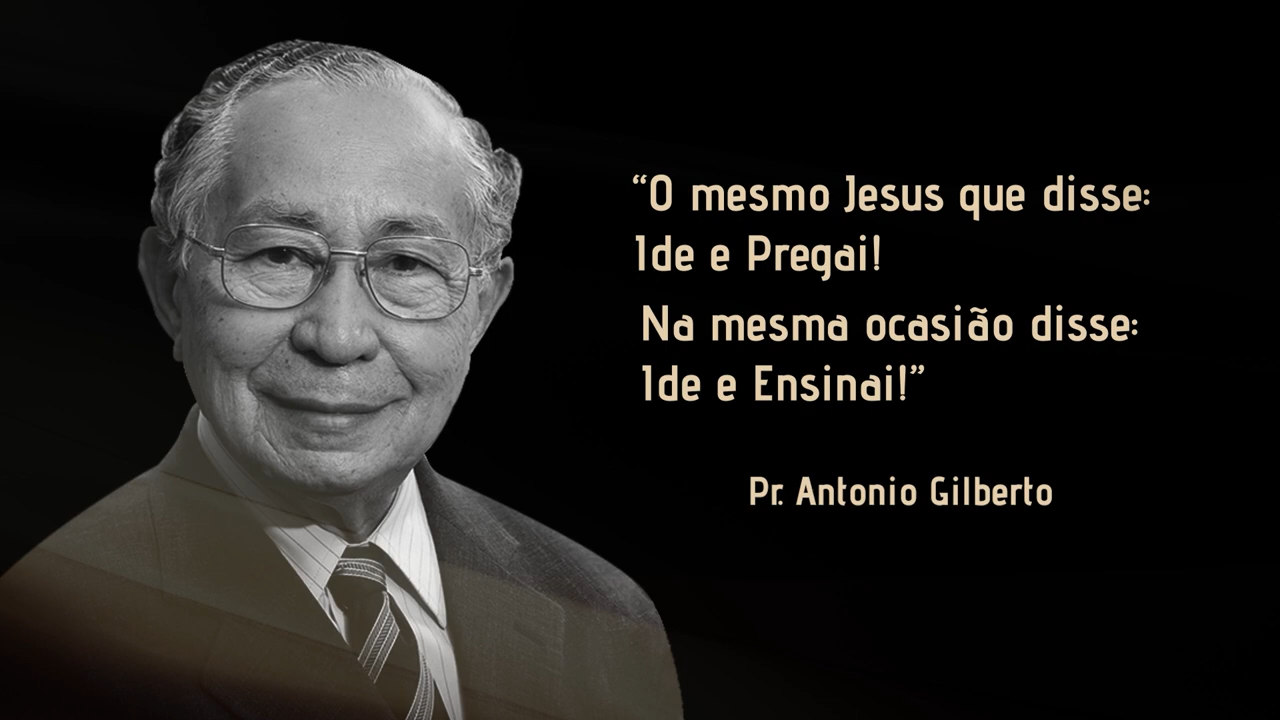 “O mesmo Jesus que disse:
Ide e Pregai!
Na mesma ocasião disse:
Ide e Ensinai!”
Pr. Antonio Gilberto